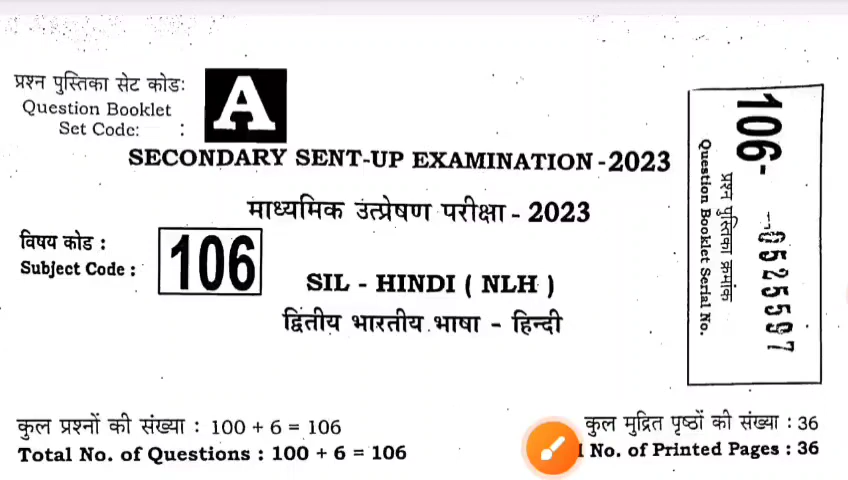 प्रश्न पुस्तिका सेट कोड:
Question Booklet
Set Code: :
A
SECONDARY SENT-UP EXAMINATION -2023
माध्यमिक उत्प्रेषण परीक्षा - 2023
विषय कोड :
Subject Code :
106
SIL - HINDI ( NLH )
द्वितीय भारतीय भाषा - हिन्दी
106-
प्रश्न पुस्तिका क्रमांक
Question Booklet Serial No.
0525597
कुल प्रश्नों की संख्या : 100 + 6 = 106
Total No. of Questions : 100 + 6 = 106
कुल मुद्रित पृष्ठों की संख्या : 36
No. of Printed Pages : 36